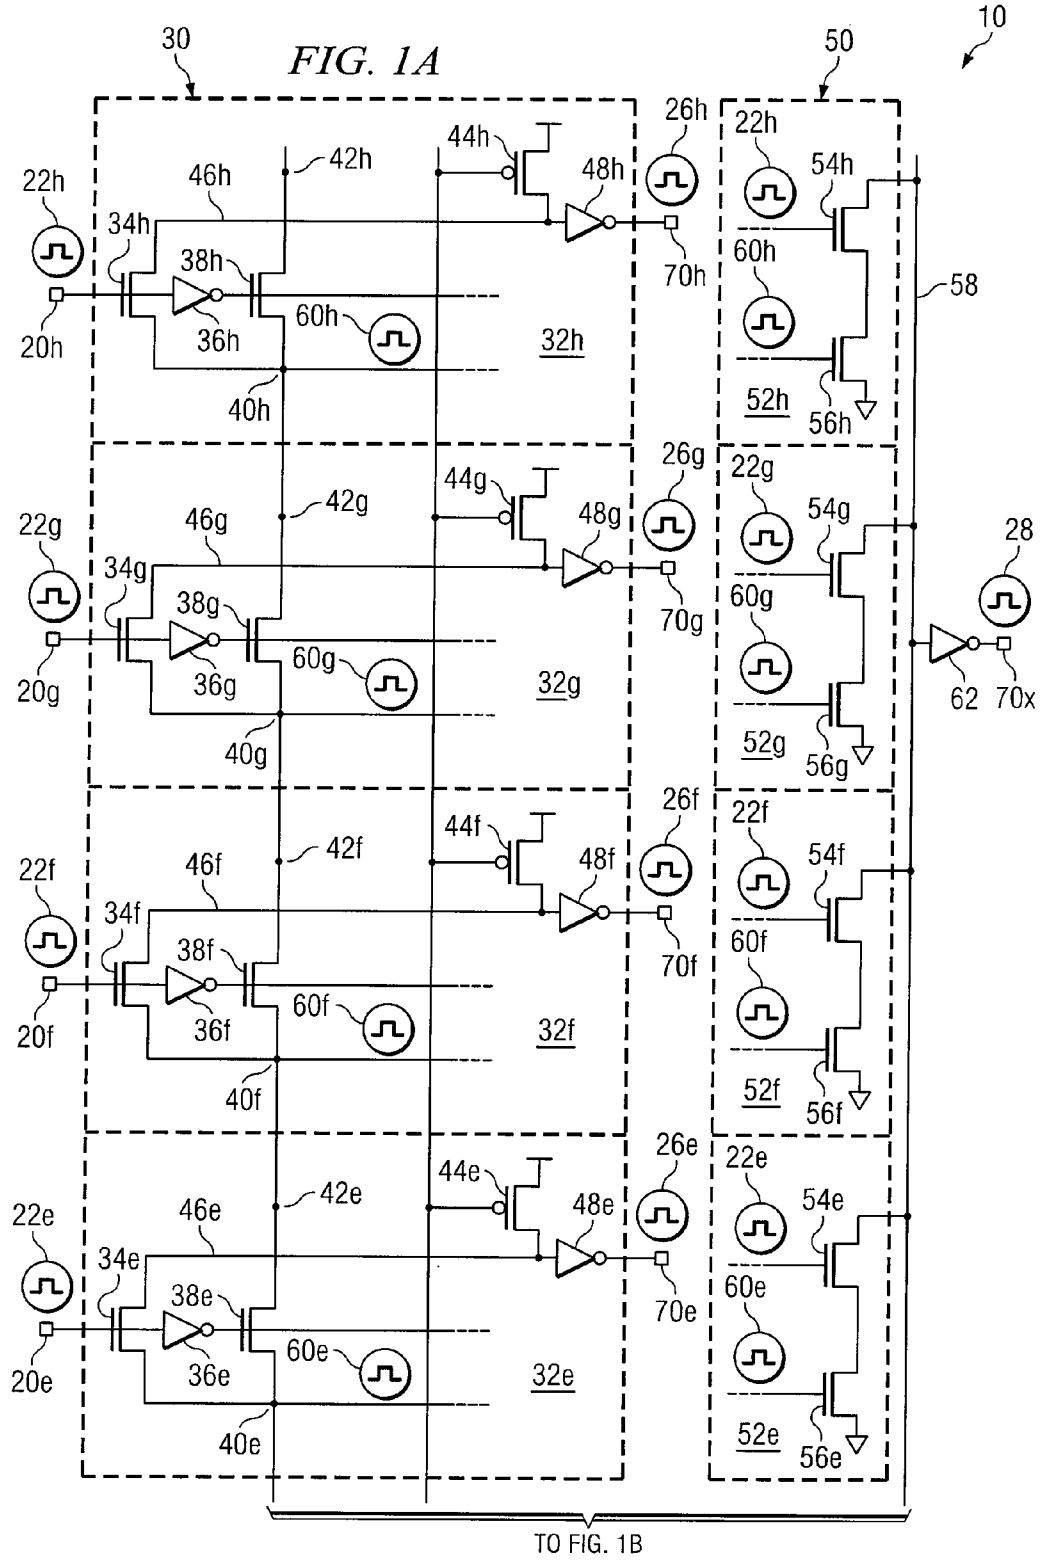 10
30
FIG. 1A
50
26h
44h
22h
42h
48h
54h
46h
22h
34h
38h
70h
60h
58
60h
36h
32h
20h
40h
52h
56h
26g
44g
22g
42g
48g
54g
46g
22g
28
34g
38g
70g
60g
60g
36g
32g
62
70x
20g
40g
52g
56g
26f
44f
22f
42f
48f
54f
46f
22f
34f
38f
70f
60f
60f
36f
32f
20f
40f
52f
56f
26e
44e
22e
42e
48e
54e
46e
22e
34e
38e
70e
60e
60e
36e
32e
20e
40e
52e
56e
TO FIG. 1B